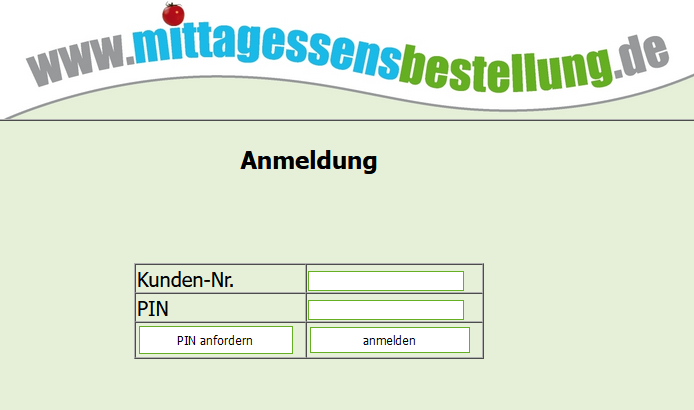 www.mittagessensbestellung.de
Anmeldung
Kunden-Nr.
PIN
PIN anfordern anmelden